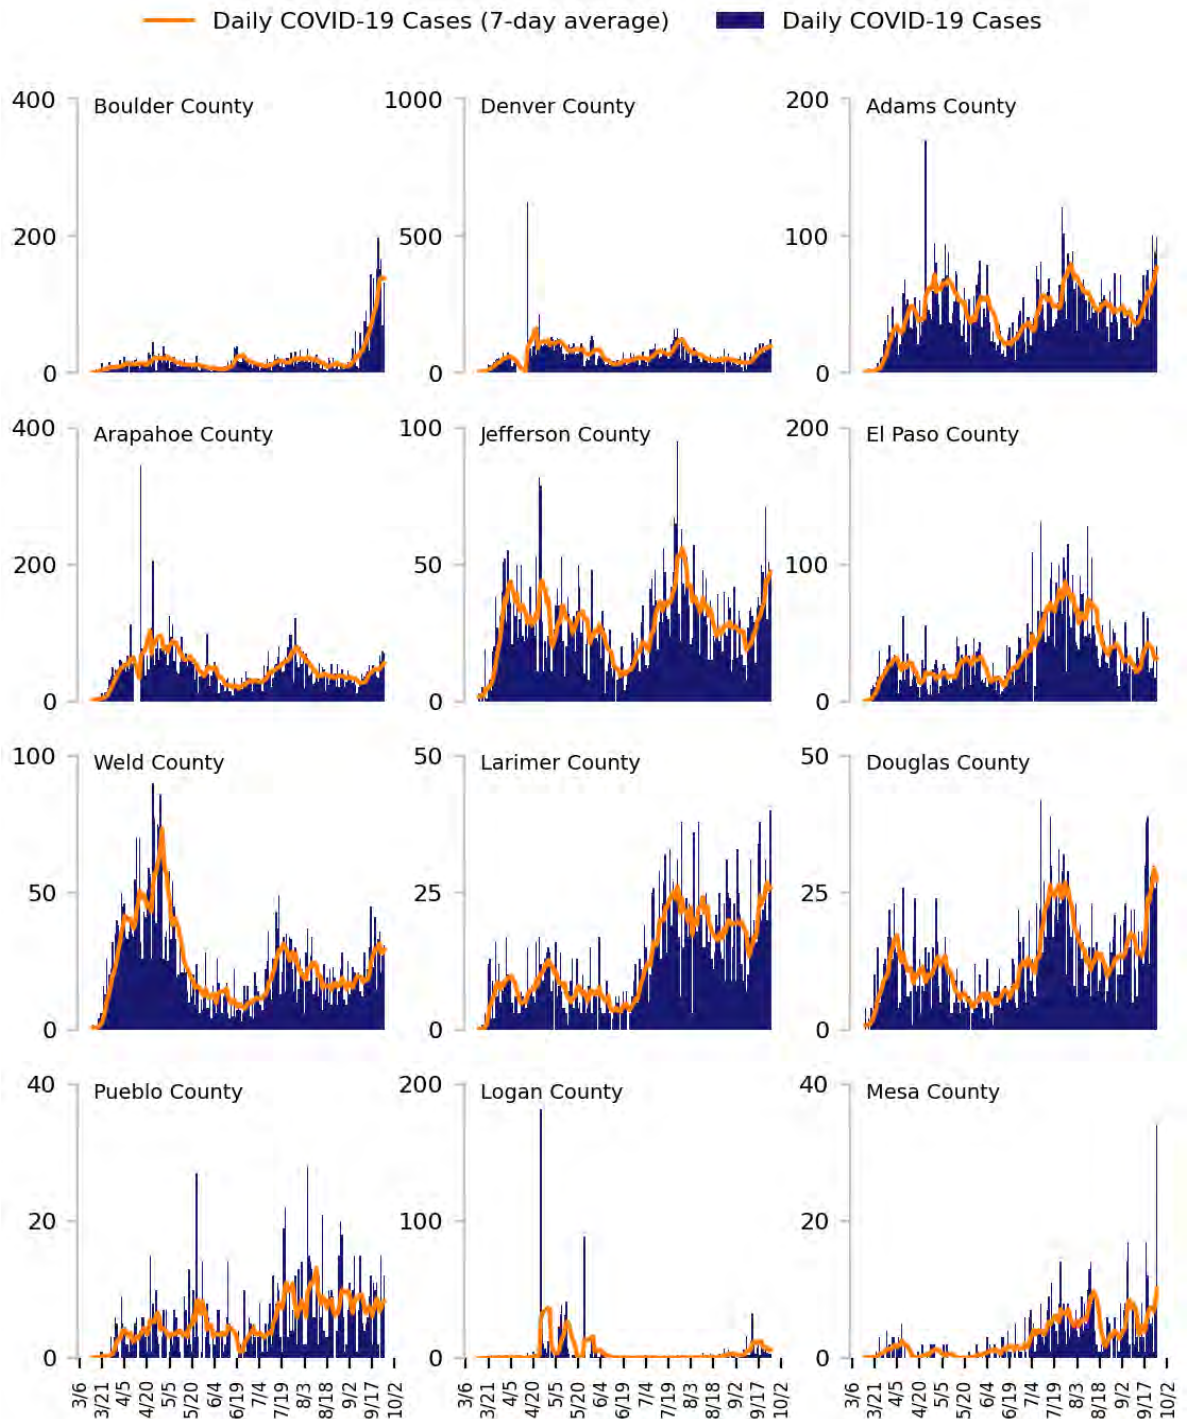 Daily COVID-19 Cases (7-day average) Daily COVID-19 Cases
400 Boulder County 1000 Denver County 200 Adams County
200 500 100
0 0 0
400 Arapahoe County 100 Jefferson County 200 El Paso County
200 50 100
0 0 0
100 Weld County 50 Larimer County 50 Douglas County
50 25 25
0 0 0
40 Pueblo County 200 Logan County 40 Mesa County
20 100 20
0 0 0
3/6 3/21 4/5 4/20 5/5 5/20 6/4 6/19 7/4 7/19 8/3 8/18 9/2 9/17 10/2 3/6 3/21 4/5 4/20 5/5 5/20 6/4 6/19 7/4 7/19 8/3 8/18 9/2 9/17 10/2 3/6 3/21 4/5 4/20 5/5 5/20 6/4 6/19 7/4 7/19 8/3 8/18 9/2 9/17 10/2